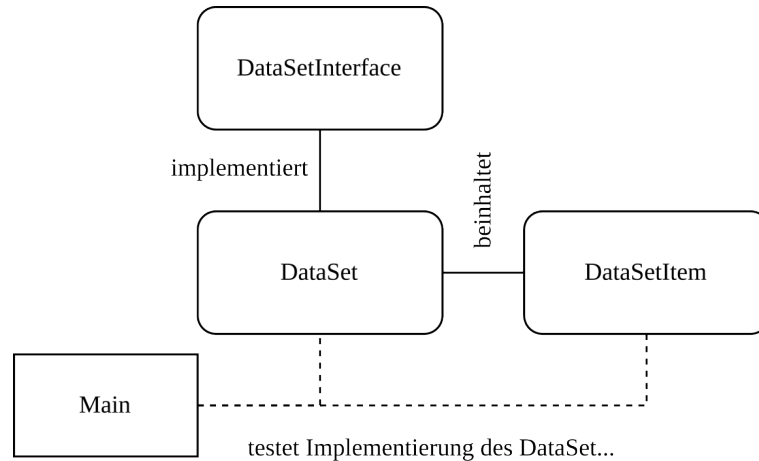 DataSetInterface
implementiert
beinhaltet
DataSet
DataSetItem
Main
testet Implementierung des DataSet...